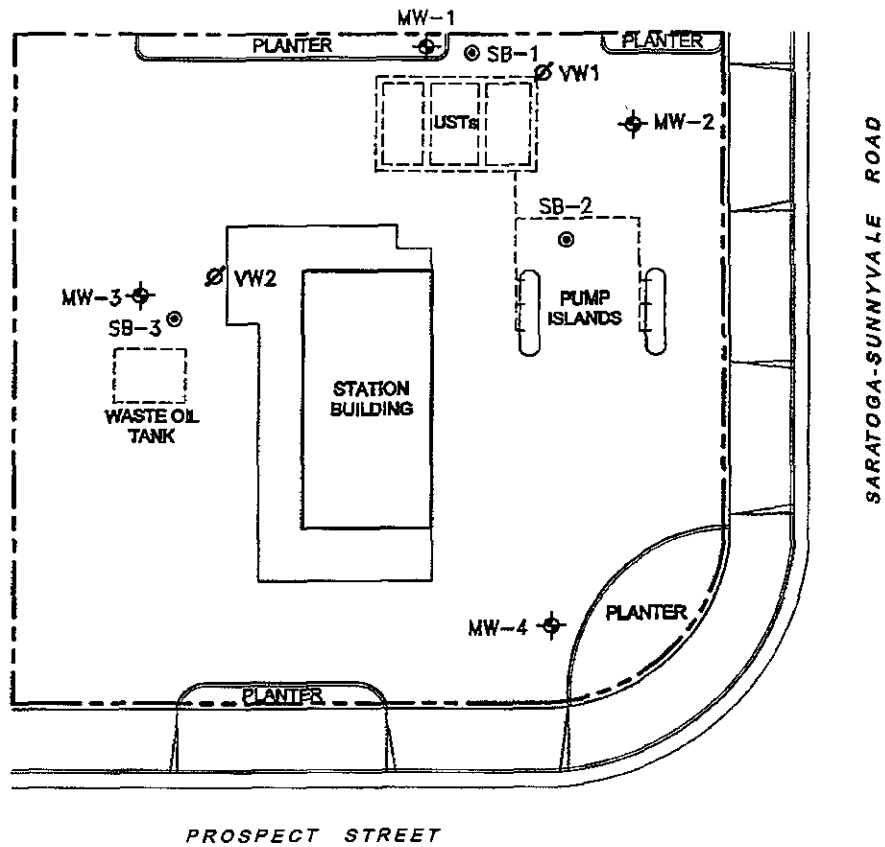 MW-1
PLANTER
SB-1
PLANTER
VW1
USTs
MW-2
SB-2
VW2
MW-3
SB-3
PUMP
ISLANDS
WASTE OIL
TANK
STATION
BUILDING
MW-4
PLANTER
PLANTER
SARATOGA-SUNNYVALE ROAD
PROSPECT STREET